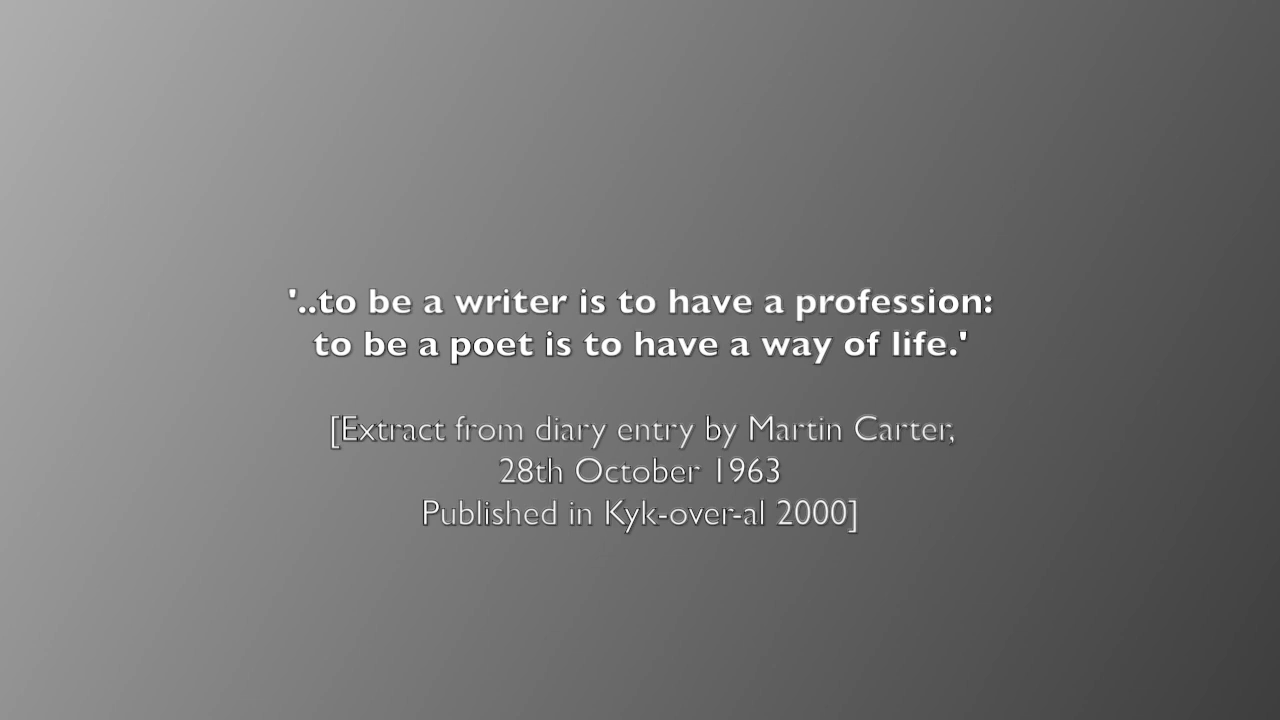 '..to be a writer is to have a profession:
to be a poet is to have a way of life.'
[Extract from diary entry by Martin Carter,
28th October 1963
Published in Kyk-over-al 2000]